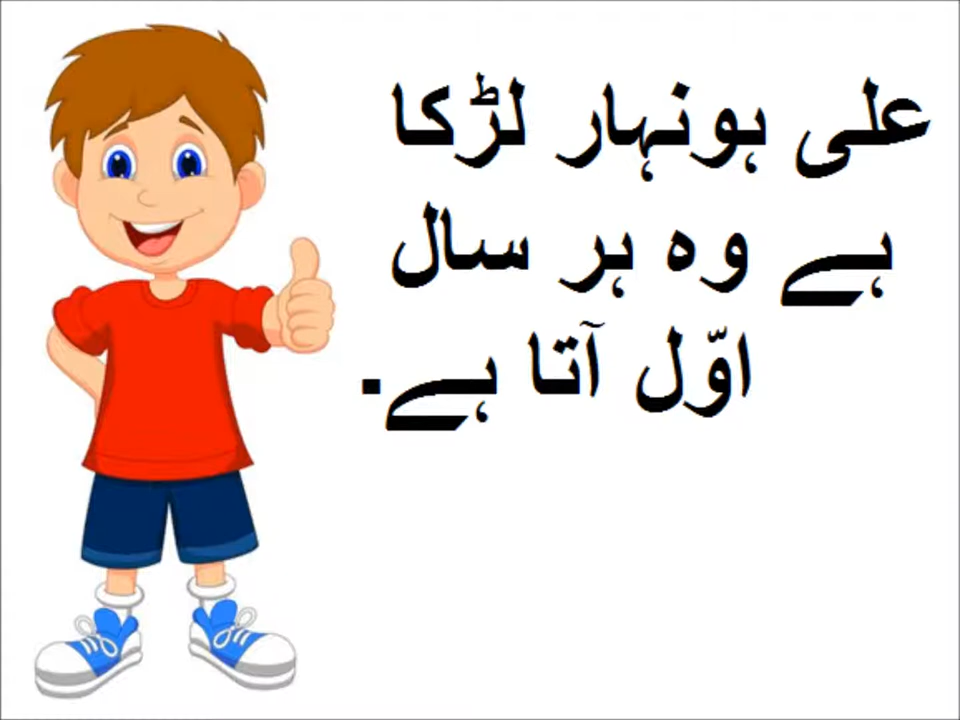 علی ہونہار لڑکا
ہے وہ ہر سال
اوّل آتا ہے.